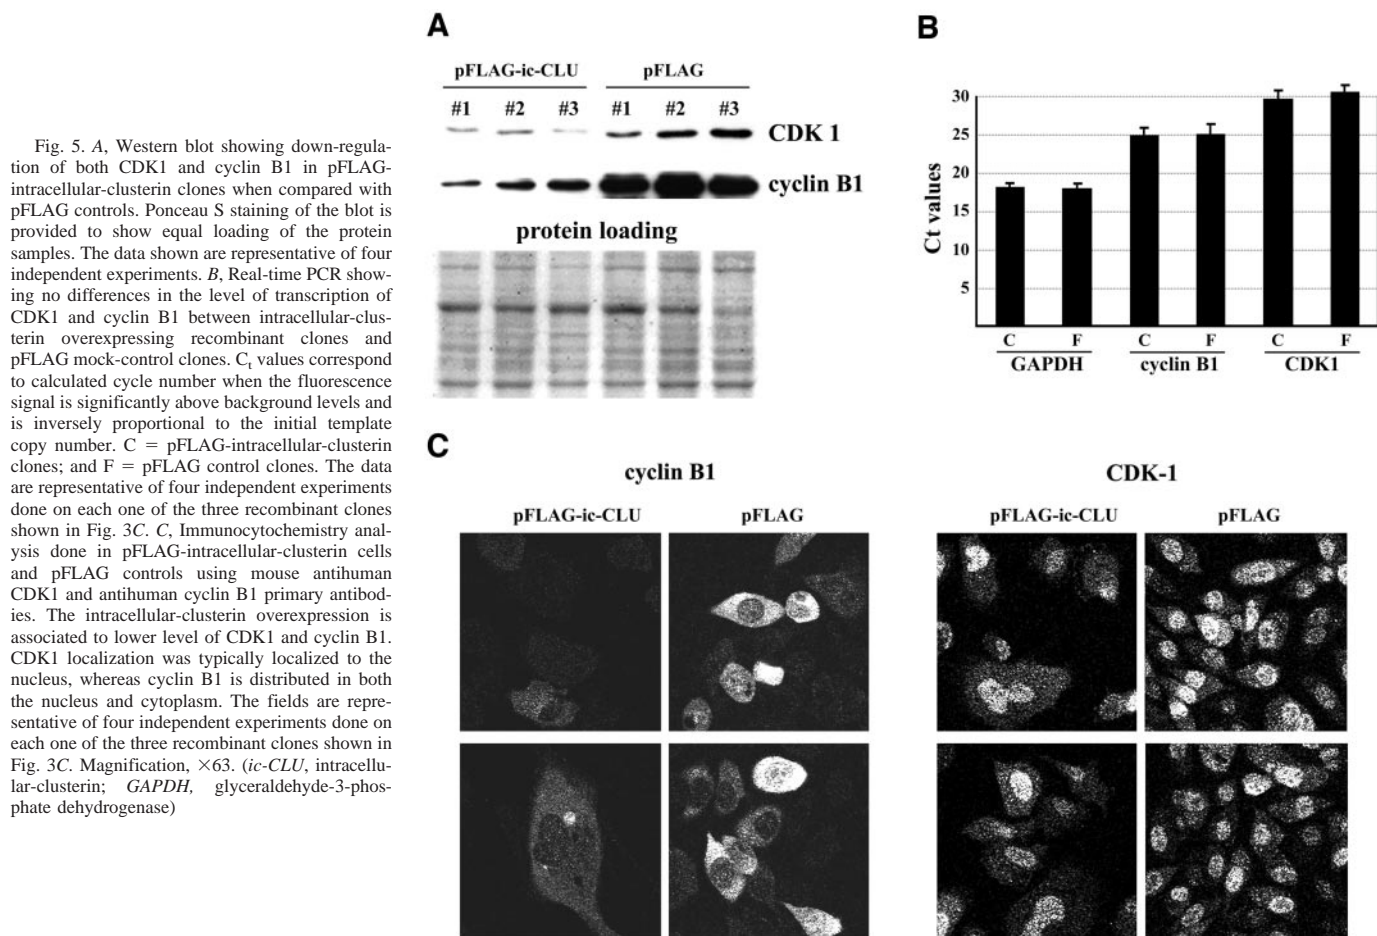 Fig. 5. A, Western blot showing down-regula-
tion of both CDK1 and cyclin B1 in pFLAG-
intracellular-clusterin clones when compared with
pFLAG controls. Ponceau S staining of the blot is
provided to show equal loading of the protein
samples. The data shown are representative of four
independent experiments. B, Real-time PCR show-
ing no differences in the level of transcription of
CDK1 and cyclin B1 between intracellular-clus-
terin overexpressing recombinant clones and
pFLAG mock-control clones. Ct values correspond
to calculated cycle number when the fluorescence
signal is significantly above background levels and
is inversely proportional to the initial template
copy number. C = pFLAG-intracellular-clusterin
clones; and F = pFLAG control clones. The data
are representative of four independent experiments
done on each one of the three recombinant clones
shown in Fig. 3C. C, Immunocytochemistry anal-
ysis done in pFLAG-intracellular-clusterin cells
and pFLAG controls using mouse antihuman
CDK1 and antihuman cyclin B1 primary antibod-
ies. The intracellular-clusterin overexpression is
associated to lower level of CDK1 and cyclin B1.
CDK1 localization was typically localized to the
nucleus, whereas cyclin B1 is distributed in both
the nucleus and cytoplasm. The fields are repre-
sentative of four independent experiments done on
each one of the three recombinant clones shown in
Fig. 3C. Magnification, ×63. (ic-CLU, intracellu-
lar-clusterin; GAPDH, glyceraldehyde-3-phos-
phate dehydrogenase)
A
pFLAG-ic-CLU pFLAG
#1 #2 #3 #1 #2 #3
CDK 1
cyclin B1
protein loading
B
Ct values
30
25
20
15
10
5
C F C F C F
GAPDH cyclin B1 CDK1
C
cyclin B1 CDK-1
pFLAG-ic-CLU pFLAG pFLAG-ic-CLU pFLAG